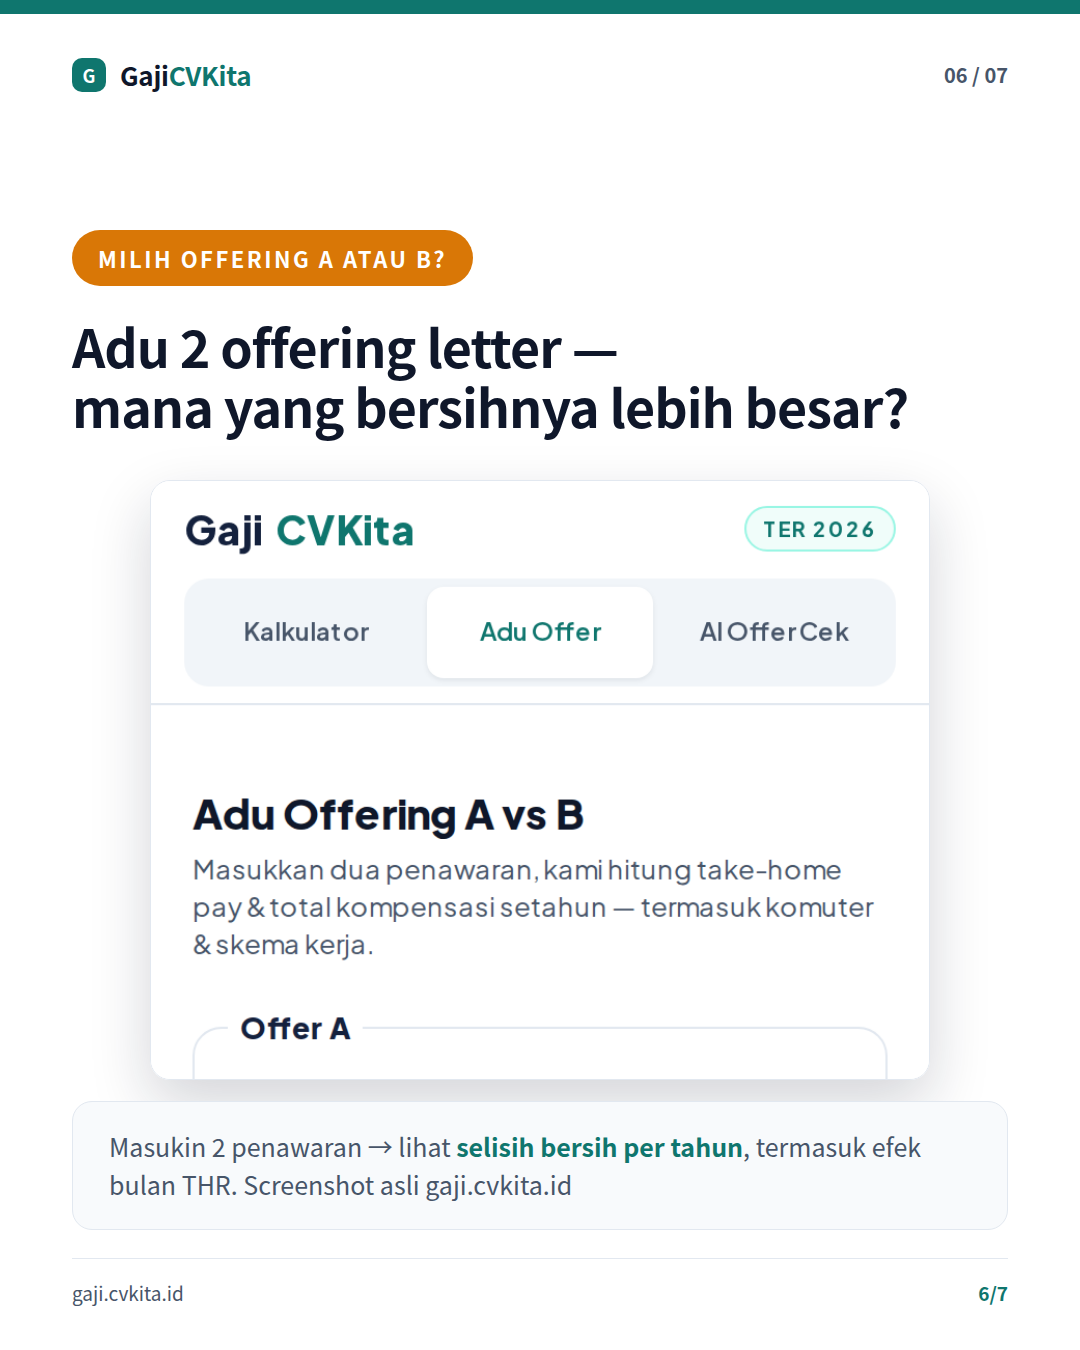 G GajiCVKita
06 / 07
MILIH OFFERING A ATAU B?
Adu 2 offering letter —
mana yang bersihnya lebih besar?
Gaji CVKita
TER 2026
Kalkulator
Adu Offer
AI Offer Cek
Adu Offering A vs B
Masukkan dua penawaran, kami hitung take-home
pay & total kompensasi setahun — termasuk komuter
& skema kerja.
Offer A
Masukin 2 penawaran → lihat selisih bersih per tahun, termasuk efek
bulan THR. Screenshot asli gaji.cvkita.id
gaji.cvkita.id
6/7